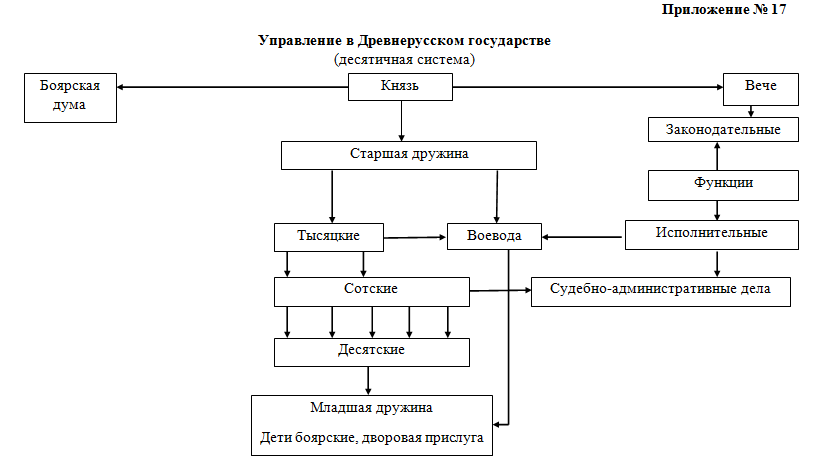 Приложение № 17
Управление в Древнерусском государстве
(десятичная система)
Боярская
дума
Князь
Вече
Законодательные
Старшая дружина
Функции
Тысяцкие
Воевода
Исполнительные
Сотские
Судебно-административные дела
Десятские
Младшая дружина
Дети боярские, дворовая прислуга